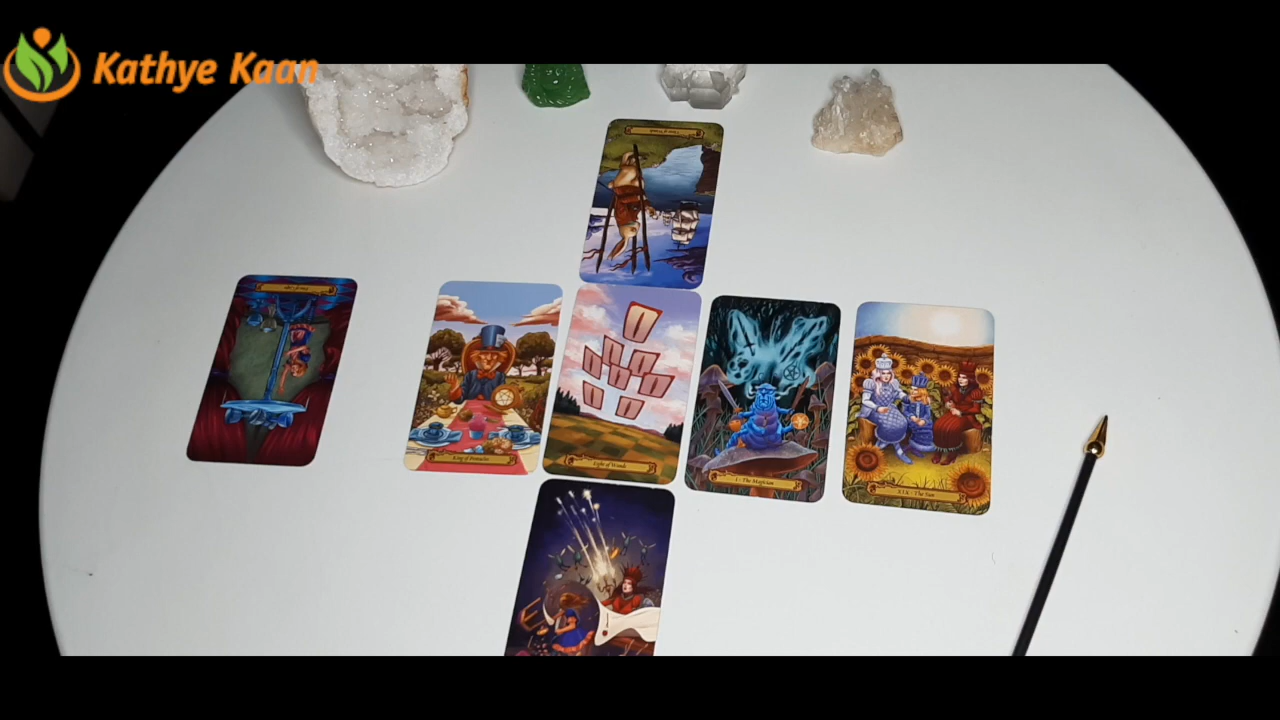 Kathye Kaan
King of Pentacles
Eight of Wands
I - The Magician
XIX - The Sun